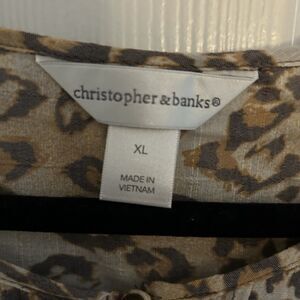 christopher & banks®
XL
MADE IN
VIETNAM